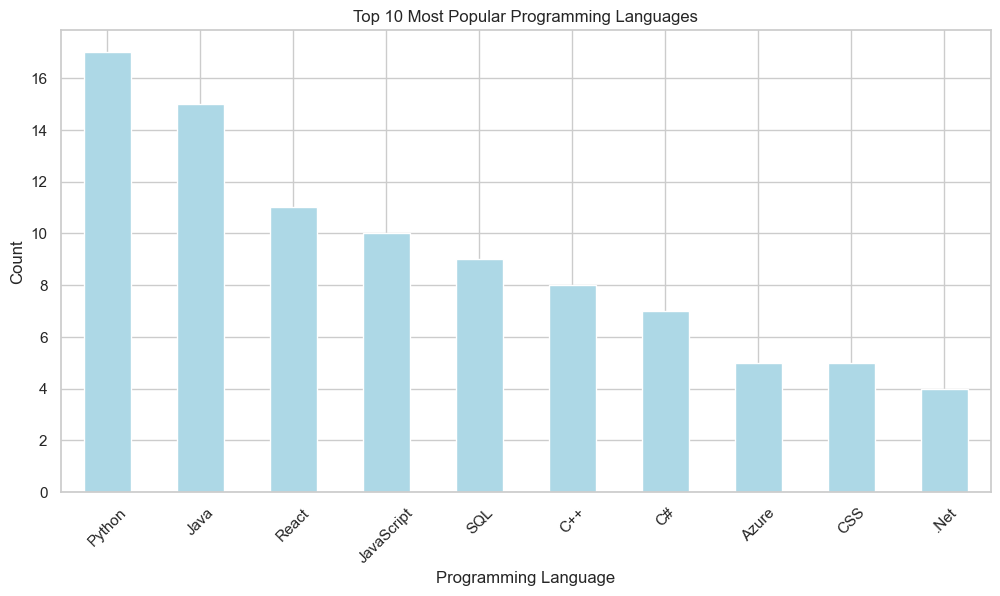 Top 10 Most Popular Programming Languages
Count
16
14
12
10
8
6
4
2
0
Python
Java
React
JavaScript
SQL
C++
C#
Azure
CSS
.Net
Programming Language